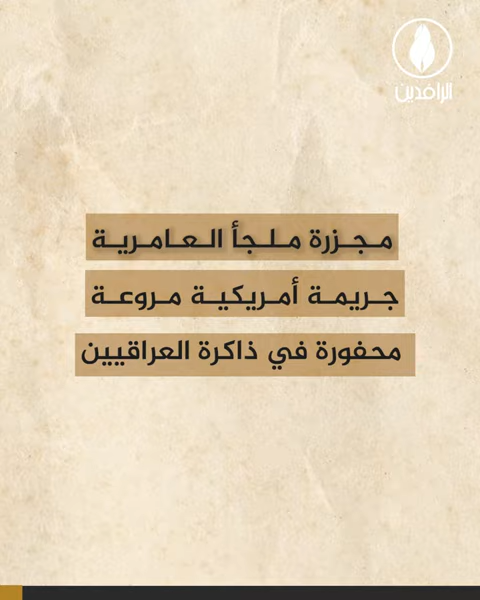 الرافدين
مجزرة ملجأ العامرية
جريمة أمريكية مروعة
محفورة في ذاكرة العراقيين